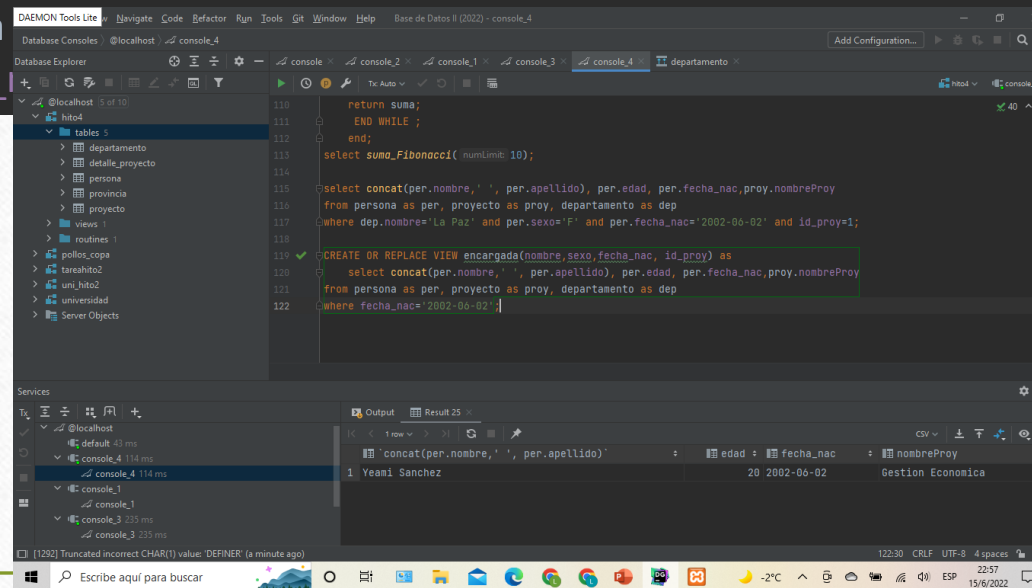 DAEMON Tools Lite
Navigate Code Refactor Run Tools Git Window Help Base de Datos II (2022) - console_4
Database Consoles @localhost console_4 Add Configuration...
Database Explorer console console_2 console_1 console_3 console_4 departamento
Tx: Auto hito4 console
@localhost 5 of 10
hito4
tables 5
departamento
detalle_proyecto
persona
provincia
proyecto
views 1
routines 1
pollos_copa
tareahito2
uni_hito2
universidad
Server Objects
40
110 return suma;
111 END WHILE ;
112 end;
113 select suma_Fibonacci( numLimit: 10);
114
115 select concat(per.nombre,' ', per.apellido), per.edad, per.fecha_nac,proy.nombreProy
116 from persona as per, proyecto as proy, departamento as dep
117 where dep.nombre='La Paz' and per.sexo='F' and per.fecha_nac='2002-06-02' and id_proy=1;
118
119 CREATE OR REPLACE VIEW encargada(nombre,sexo,fecha_nac, id_proy) as
120 select concat(per.nombre,' ', per.apellido), per.edad, per.fecha_nac,proy.nombreProy
121 from persona as per, proyecto as proy, departamento as dep
122 where fecha_nac='2002-06-02';
Services
Tx
@localhost
default 43 ms
console_4 114 ms
console_4 114 ms
console_1
console_1
console_3 235 ms
console_3 235 ms
Output Result 25
1 row CSV
`concat(per.nombre,' ', per.apellido)` edad fecha_nac nombreProy
1 Yeami Sanchez 20 2002-06-02 Gestion Economica
[1292] Truncated incorrect CHAR(1) value: 'DEFINER' (a minute ago) 122:30 CRLF UTF-8 4 spaces
Escribe aquí para buscar -2°C ESP 22:57
15/6/2022